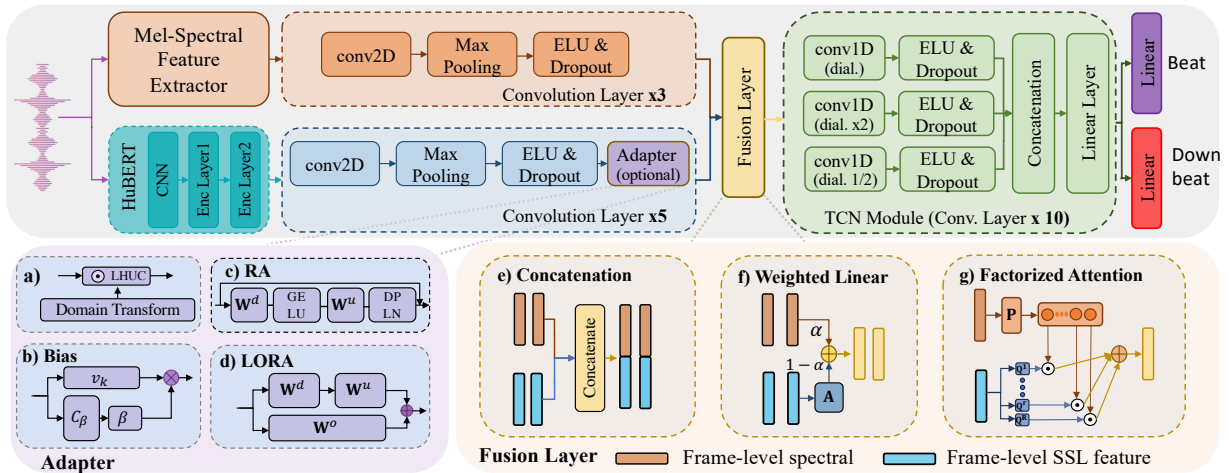 Mel-Spectral
Feature
Extractor
conv2D
Max
Pooling
ELU &
Dropout
Convolution Layer x3
HuBERT
CNN
Enc Layer1
Enc Layer2
conv2D
Max
Pooling
ELU &
Dropout
Adapter
(optional)
Convolution Layer x5
Fusion Layer
conv1D
(dial.)
ELU &
Dropout
conv1D
(dial. x2)
ELU &
Dropout
conv1D
(dial. 1/2)
ELU &
Dropout
Concatenation
Linear Layer
TCN Module (Conv. Layer x 10)
Linear
Beat
Linear
Down
beat
a)
LHUC
Domain Transform
b) Bias
v_k
C_β
β
c) RA
W^d
GE
LU
W^u
DP
LN
d) LORA
W^d
W^u
W^o
Adapter
e) Concatenation
Concatenate
f) Weighted Linear
α
1−α
A
g) Factorized Attention
P
Q^1
Q^r
Q^R
Fusion Layer
Frame-level spectral
Frame-level SSL feature